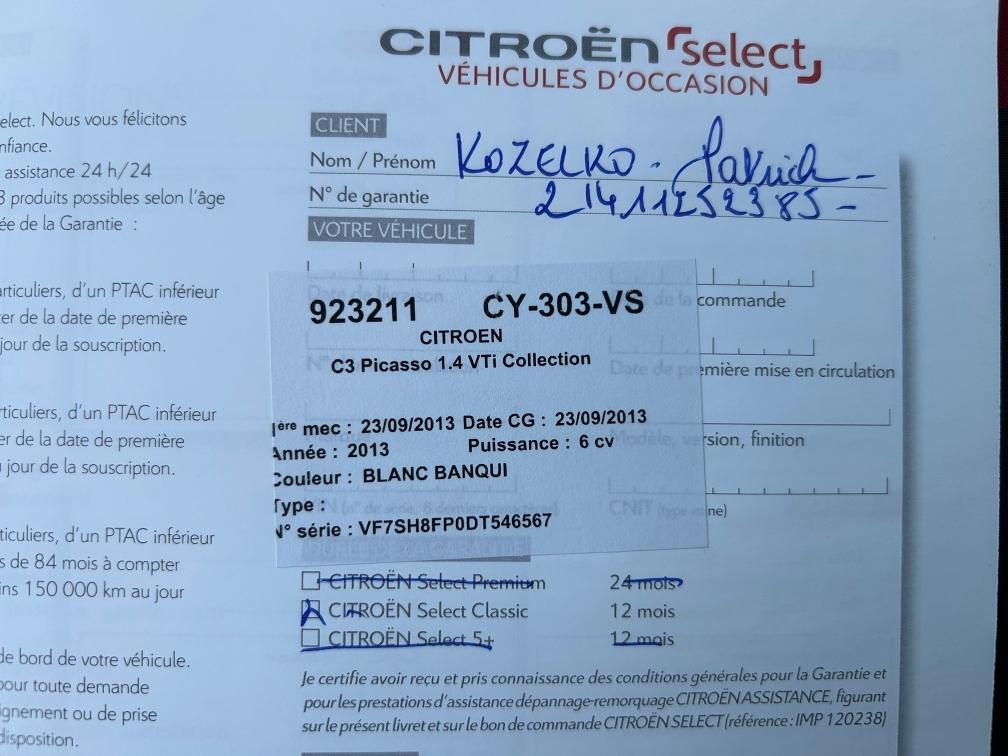 CITROËN select
VÉHICULES D'OCCASION
elect. Nous vous félicitons
nfiance.
assistance 24 h/24
3 produits possibles selon l'âge
ée de la Garantie :
articuliers, d'un PTAC inférieur
er de la date de première
jour de la souscription.
rticuliers, d'un PTAC inférieur
er de la date de première
u jour de la souscription.
ticuliers, d'un PTAC inférieur
s de 84 mois à compter
ins 150 000 km au jour
de bord de votre véhicule.
pour toute demande
ignement ou de prise
disposition.
CLIENT
Nom / Prénom KOZELKO - Patrick -
N° de garantie 21411252385 -
VOTRE VÉHICULE
de la commande
Date de première mise en circulation
Modèle, version, finition
CNIT (type mine)
923211 CY-303-VS
CITROEN
C3 Picasso 1.4 VTi Collection
1ère mec : 23/09/2013 Date CG : 23/09/2013
Année : 2013 Puissance : 6 cv
Couleur : BLANC BANQUI
Type :
N° série : VF7SH8FP0DT546567
CITROËN Select Premium 24 mois
CITROËN Select Classic 12 mois
CITROËN Select 5+ 12 mois
Je certifie avoir reçu et pris connaissance des conditions générales pour la Garantie et
pour les prestations d'assistance dépannage-remorquage CITROËN ASSISTANCE, figurant
sur le présent livret et sur le bon de commande CITROËN SELECT (référence : IMP 120238)